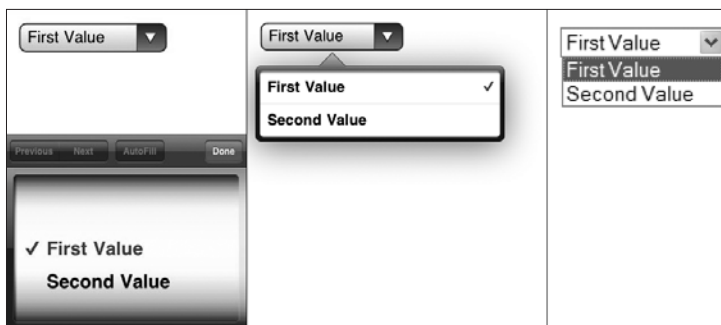 First Value
Previous Next AutoFill Done
✓ First Value
Second Value
First Value
First Value ✓
Second Value
First Value
First Value
Second Value